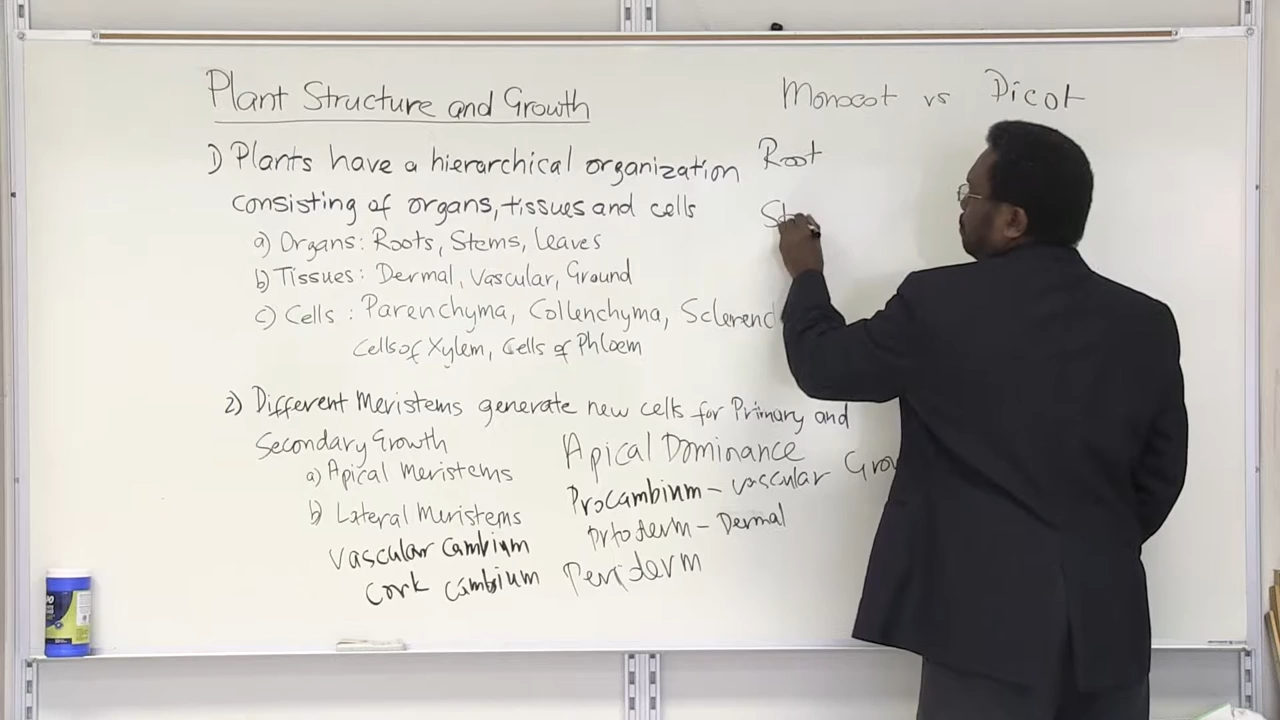 Plant Structure and Growth
1) Plants have a hierarchical organization
consisting of organs, tissues and cells
a) Organs: Roots, Stems, Leaves
b) Tissues: Dermal, Vascular, Ground
c) Cells: Parenchyma, Collenchyma, Sclerench
Cells of Xylem, Cells of Phloem
2) Different Meristems generate new cells for Primary and
Secondary Growth
a) Apical Meristems
b) Lateral Meristems
Vascular Cambium
Cork Cambium
Apical Dominance
Procambium - Vascular Grou
Prtoderm - Dermal
Periderm
Monocot vs Dicot
Root
St